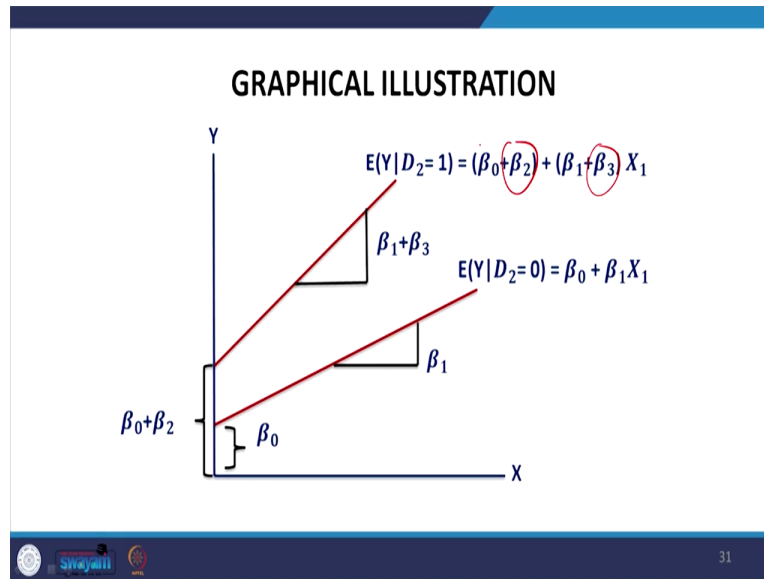 GRAPHICAL ILLUSTRATION
Y
E(Y|D₂= 1) = (β₀+β₂) + (β₁+β₃) X₁
β₁+β₃
E(Y|D₂= 0) = β₀ + β₁X₁
β₁
β₀+β₂
β₀
X
swayam
31